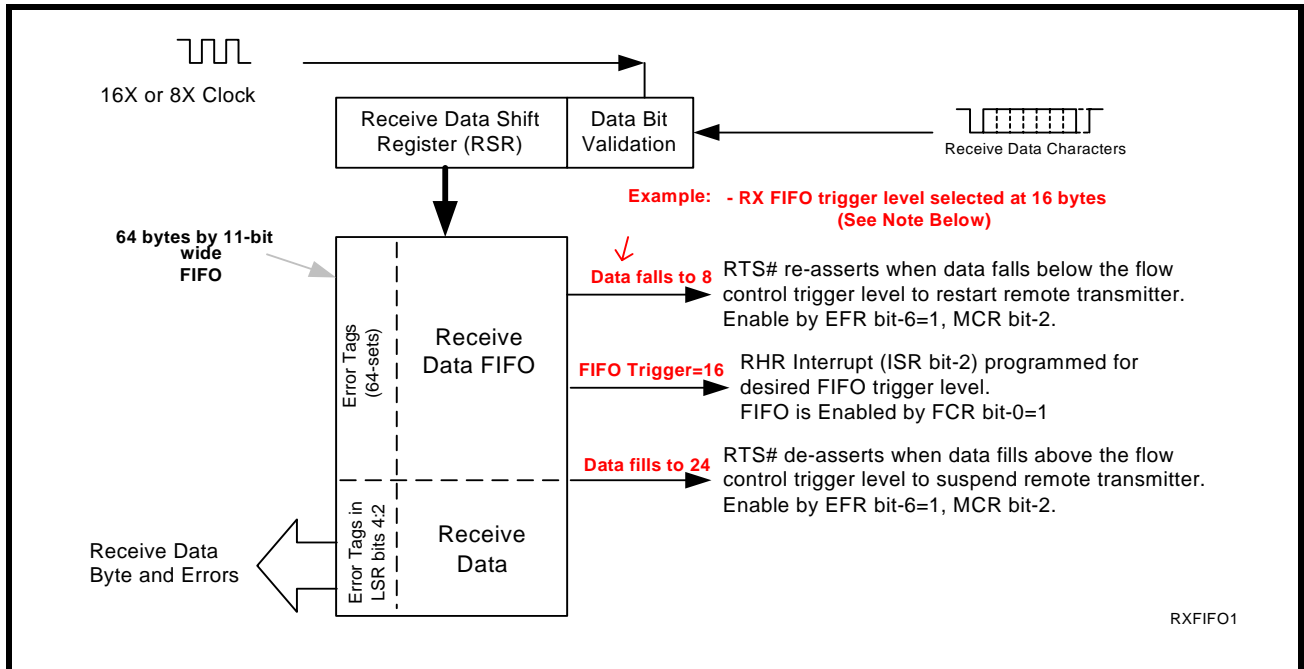 16X or 8X Clock
Receive Data Shift
Register (RSR)
Data Bit
Validation
Receive Data Characters
Example: - RX FIFO trigger level selected at 16 bytes
(See Note Below)
64 bytes by 11-bit
wide
FIFO
Error Tags
(64-sets)
Receive
Data FIFO
Data falls to 8
RTS# re-asserts when data falls below the flow
control trigger level to restart remote transmitter.
Enable by EFR bit-6=1, MCR bit-2.
FIFO Trigger=16
RHR Interrupt (ISR bit-2) programmed for
desired FIFO trigger level.
FIFO is Enabled by FCR bit-0=1
Data fills to 24
RTS# de-asserts when data fills above the flow
control trigger level to suspend remote transmitter.
Enable by EFR bit-6=1, MCR bit-2.
Error Tags in
LSR bits 4:2
Receive
Data
Receive Data
Byte and Errors
RXFIFO1